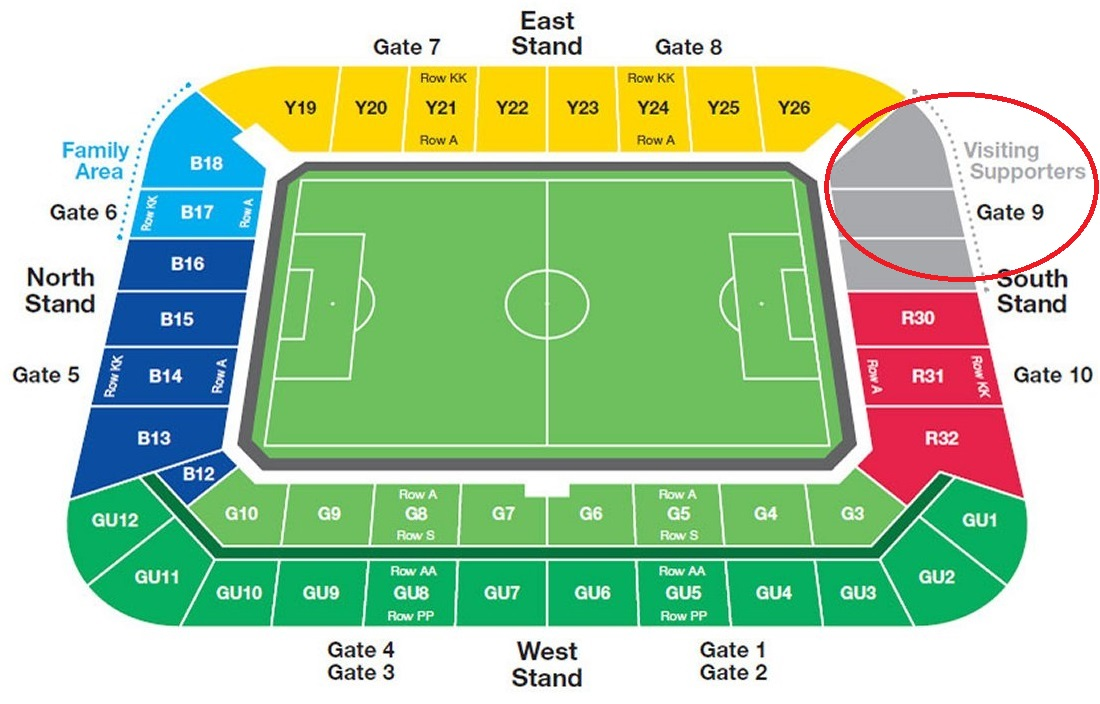 East
Stand
Gate 7
Gate 8
Row KK
Row KK
Y19
Y20
Y21
Y22
Y23
Y24
Y25
Y26
Row A
Row A
Family
Area
B18
Visiting
Supporters
Gate 6
Row KK
B17
Row A
Gate 9
North
Stand
B16
South
Stand
B15
R30
Gate 5
Row KK
B14
Row A
Row A
R31
Row KK
Gate 10
B13
R32
B12
Row A
Row A
G10
G9
G8
G7
G6
G5
G4
G3
Row S
Row S
GU12
GU1
GU11
GU2
Row AA
Row AA
GU10
GU9
GU8
GU7
GU6
GU5
GU4
GU3
Row PP
Row PP
Gate 4
Gate 3
West
Stand
Gate 1
Gate 2